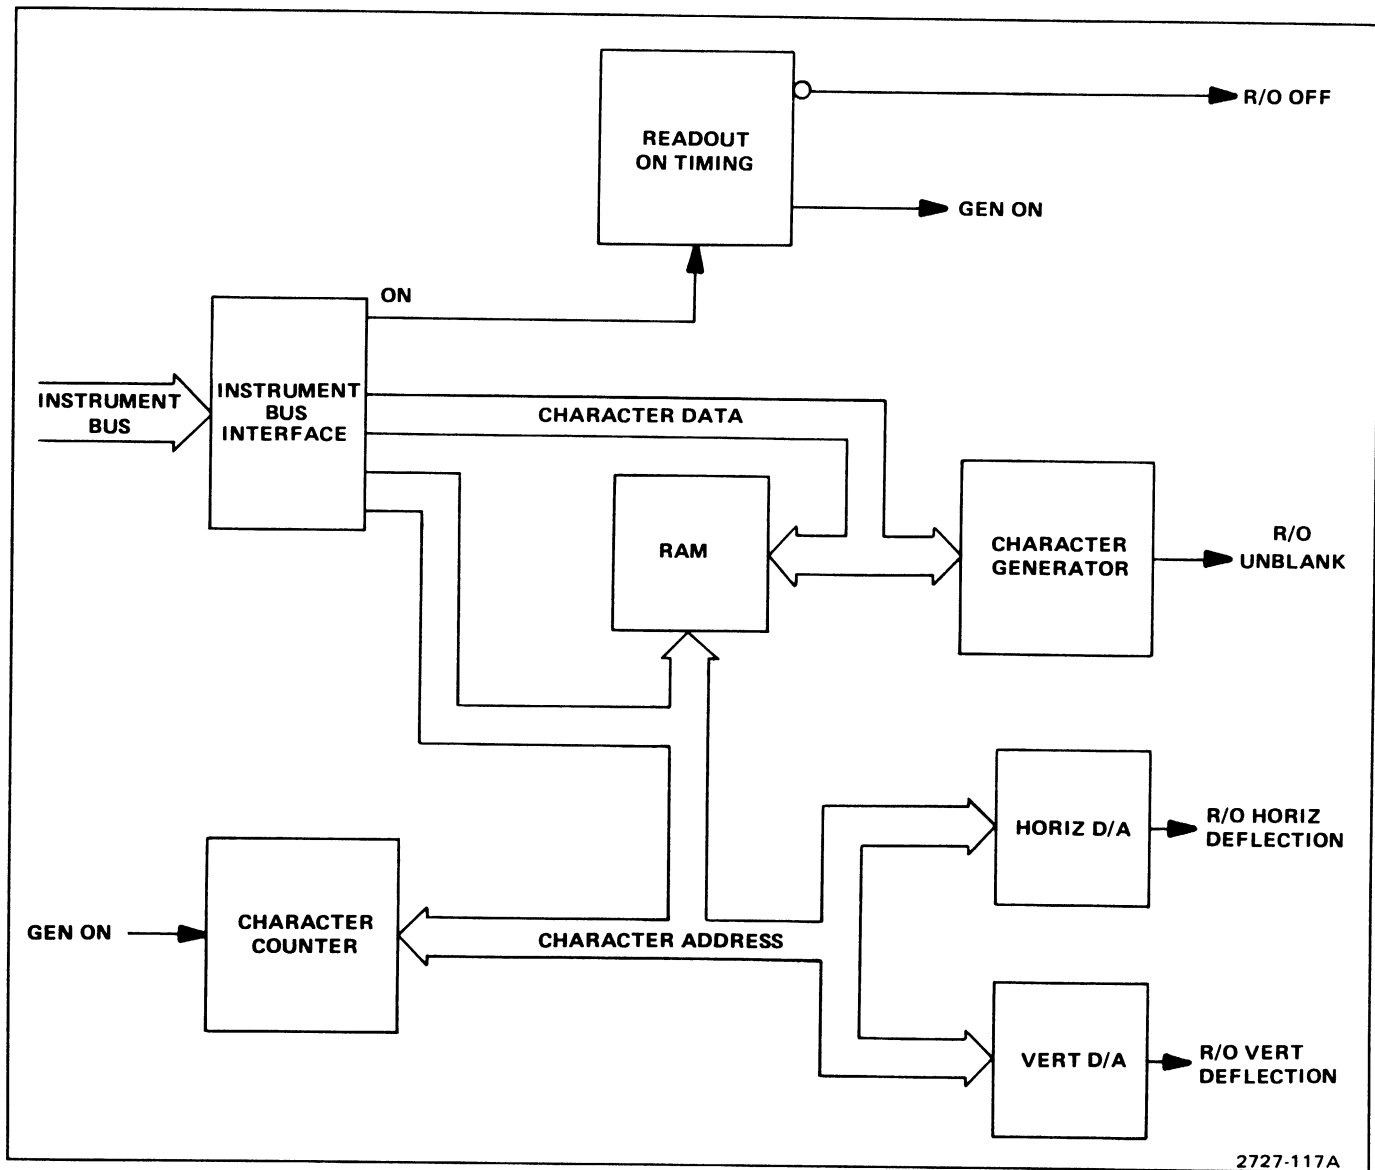 READOUT
ON TIMING
R/O OFF
GEN ON
ON
INSTRUMENT
BUS
INSTRUMENT
BUS
INTERFACE
CHARACTER DATA
RAM
CHARACTER
GENERATOR
R/O
UNBLANK
HORIZ D/A
R/O HORIZ
DEFLECTION
GEN ON
CHARACTER
COUNTER
CHARACTER ADDRESS
VERT D/A
R/O VERT
DEFLECTION
2727-117A